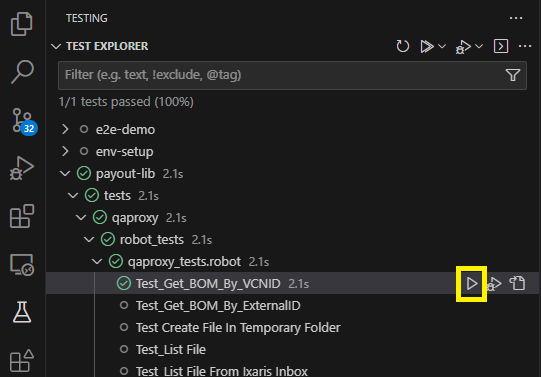 TESTING
TEST EXPLORER
Filter (e.g. text, !exclude, @tag)
1/1 tests passed (100%)
32
e2e-demo
env-setup
payout-lib 2.1s
tests 2.1s
qaproxy 2.1s
robot_tests 2.1s
qaproxy_tests.robot 2.1s
Test_Get_BOM_By_VCNID 2.1s
Test_Get_BOM_By_ExternalID
Test Create File In Temporary Folder
Test_List File
Test_List File From Ixaris Inbox